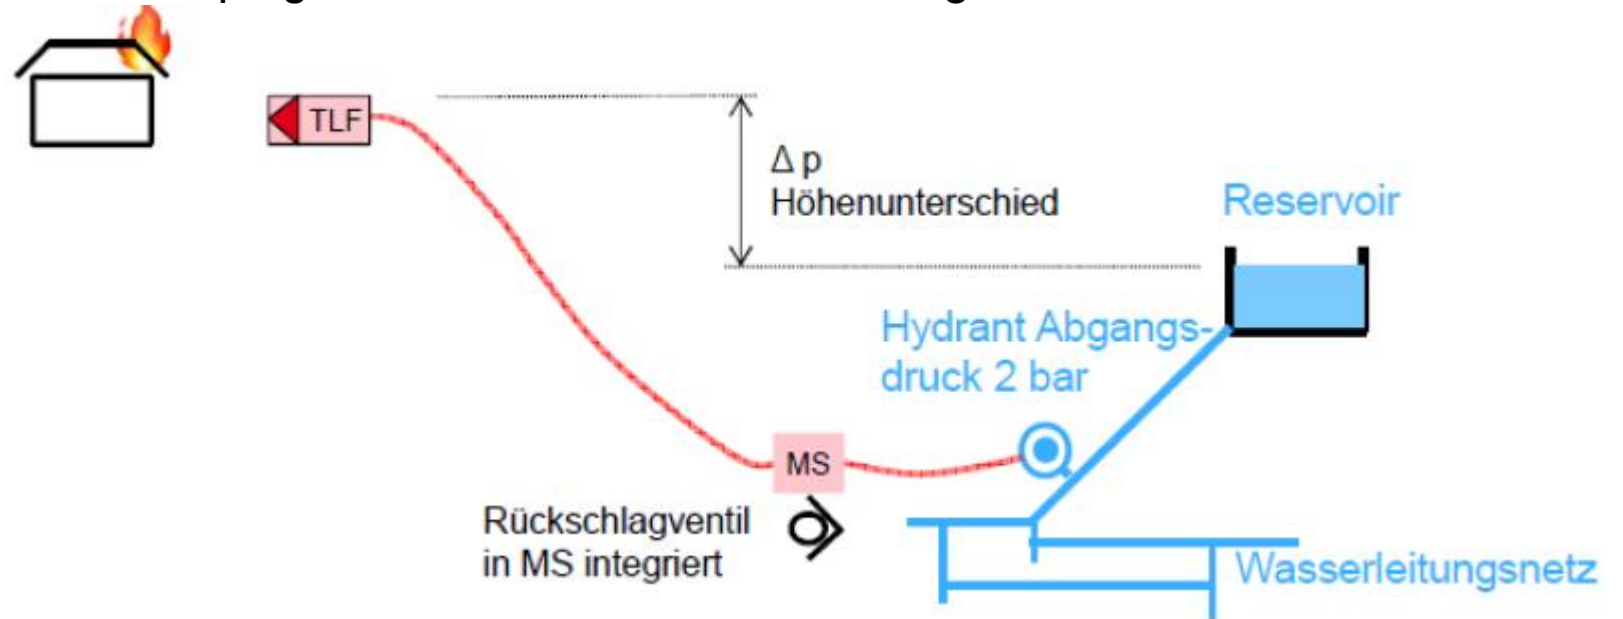 TLF
Δ p
Höhenunterschied
Reservoir
Hydrant Abgangs-
druck 2 bar
MS
Rückschlagventil
in MS integriert
Wasserleitungsnetz